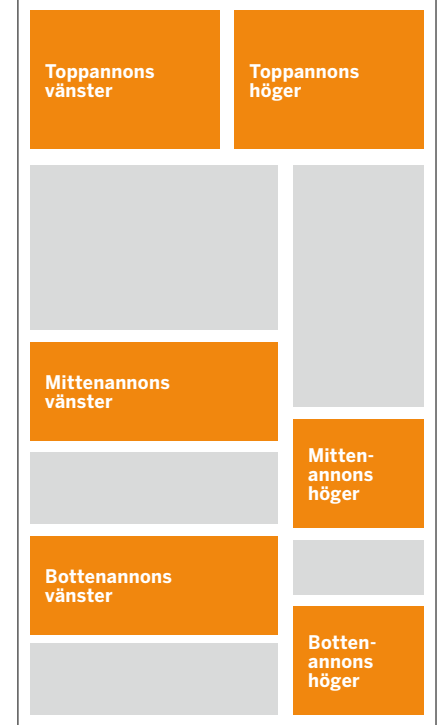 Toppannons
vänster
Toppannons
höger
Mittenannons
vänster
Mitten-
annons
höger
Bottenannons
vänster
Botten-
annons
höger